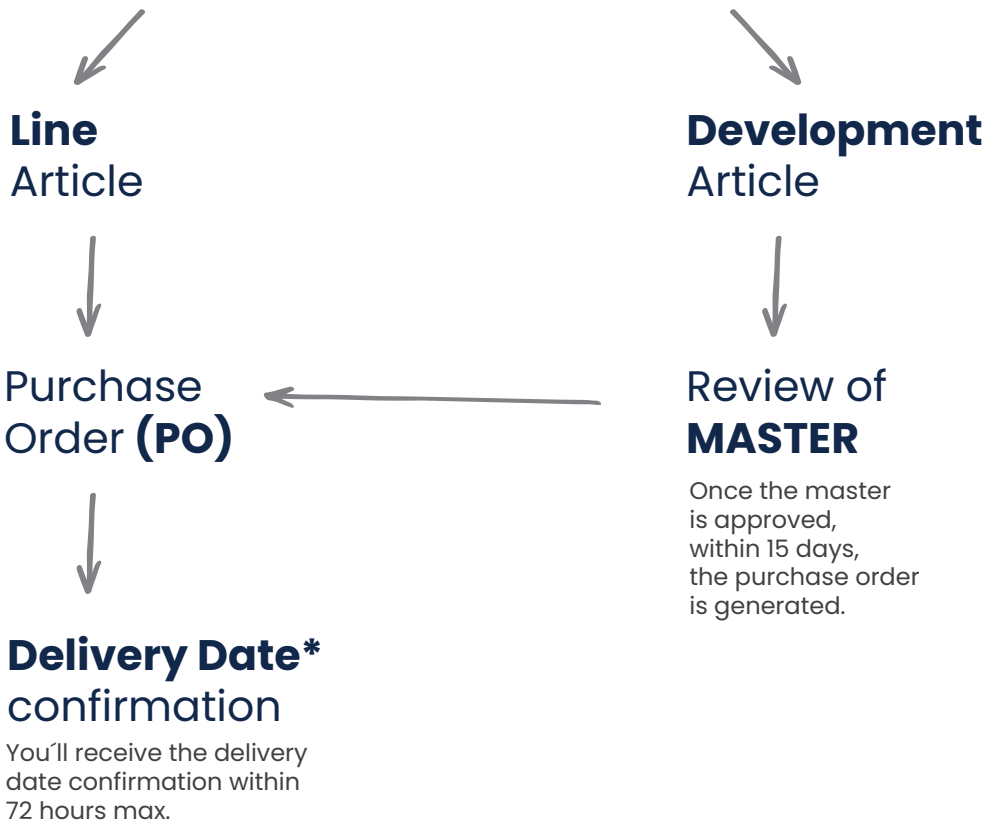 Line
Article
Development
Article
Purchase
Order (PO)
Review of
MASTER
Once the master
is approved,
within 15 days,
the purchase order
is generated.
Delivery Date*
confirmation
You´ll receive the delivery
date confirmation within
72 hours max.